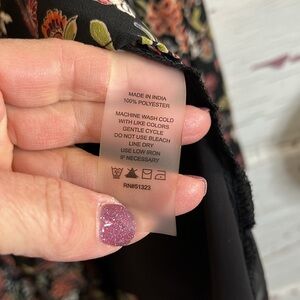 MADE IN INDIA
100% POLYESTER
MACHINE WASH COLD
WITH LIKE COLORS
GENTLE CYCLE
DO NOT USE BLEACH
LINE DRY
USE LOW IRON
IF NECESSARY
RN#51323